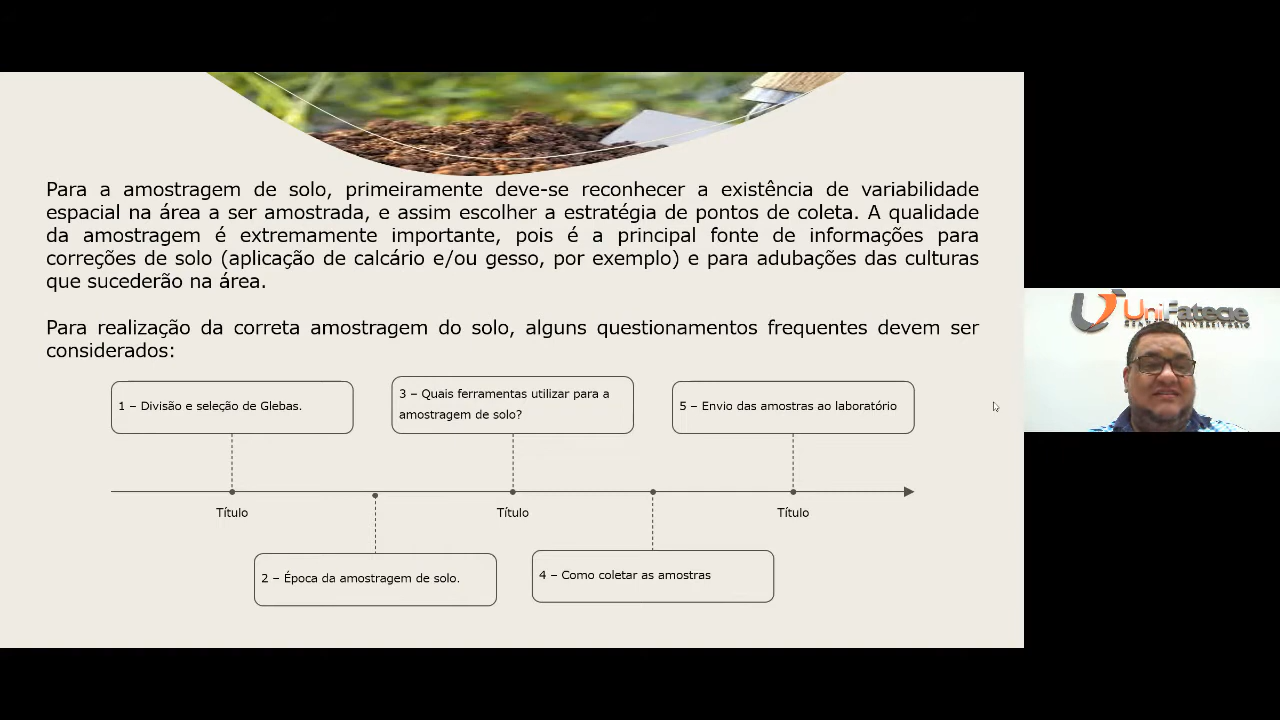 Para a amostragem de solo, primeiramente deve-se reconhecer a existência de variabilidade
espacial na área a ser amostrada, e assim escolher a estratégia de pontos de coleta. A qualidade
da amostragem é extremamente importante, pois é a principal fonte de informações para
correções de solo (aplicação de calcário e/ou gesso, por exemplo) e para adubações das culturas
que sucederão na área.
Para realização da correta amostragem do solo, alguns questionamentos frequentes devem ser
considerados:
1 – Divisão e seleção de Glebas.
3 – Quais ferramentas utilizar para a
amostragem de solo?
5 – Envio das amostras ao laboratório
Título
Título
Título
2 – Época da amostragem de solo.
4 – Como coletar as amostras
UniFatecie